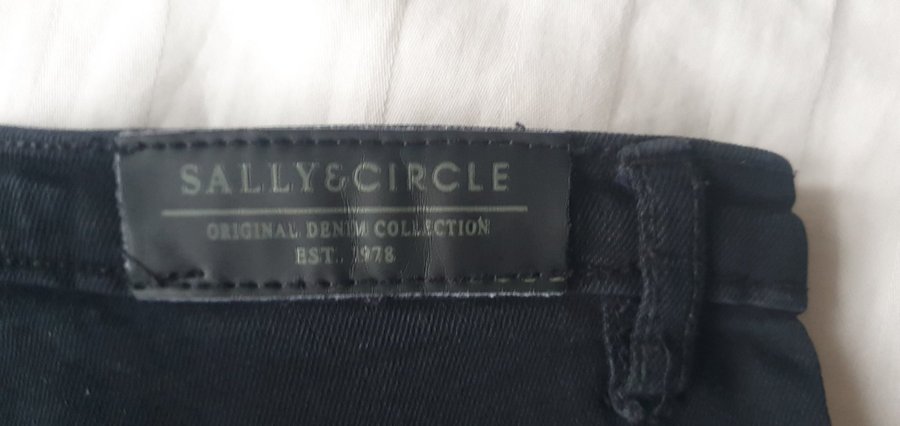 SALLY&CIRCLE
ORIGINAL DENIM COLLECTION
EST. 1978